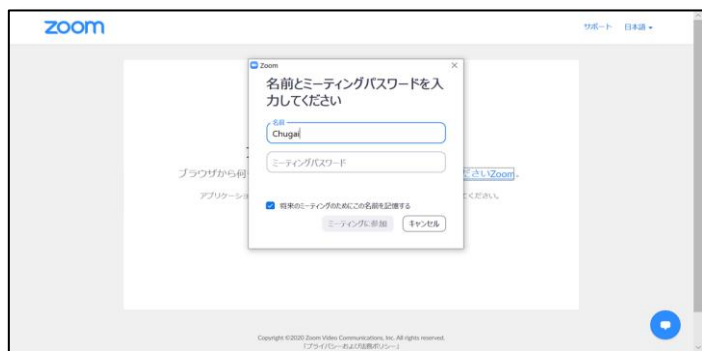 zoom
サポート 日本語
Zoom
名前とミーティングパスワードを入
力してください
名前
Chugai
ミーティングパスワード
ブラウザから何
ださいZoom。
アプリケーショ
ください。
将来のミーティングのためにこの名前を記憶する
ミーティングに参加 キャンセル
Copyright ©2020 Zoom Video Communications, Inc. All rights reserved.
プライバシーおよび法務ポリシー